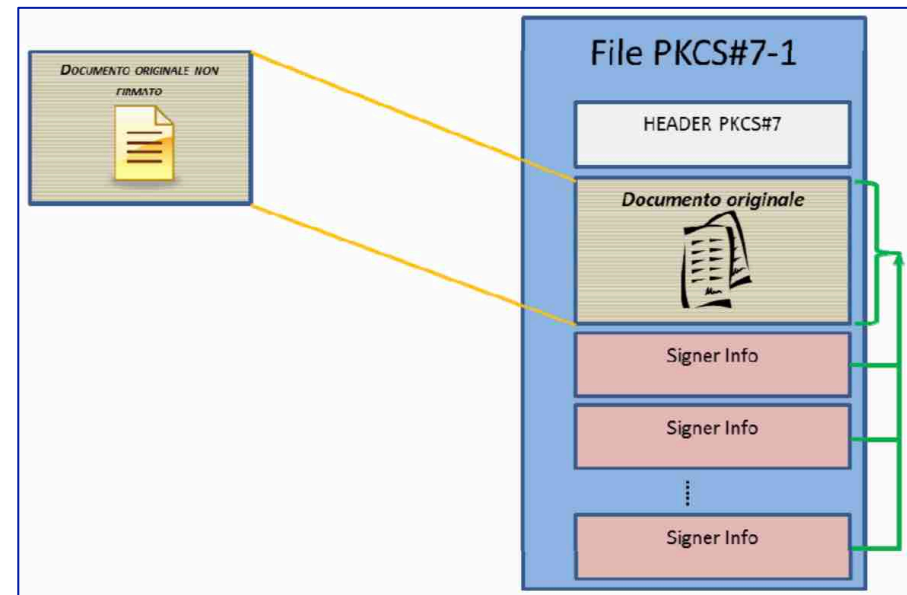 DOCUMENTO ORIGINALE NON
FIRMATO
File PKCS#7-1
HEADER PKCS#7
Documento originale
Signer Info
Signer Info
Signer Info